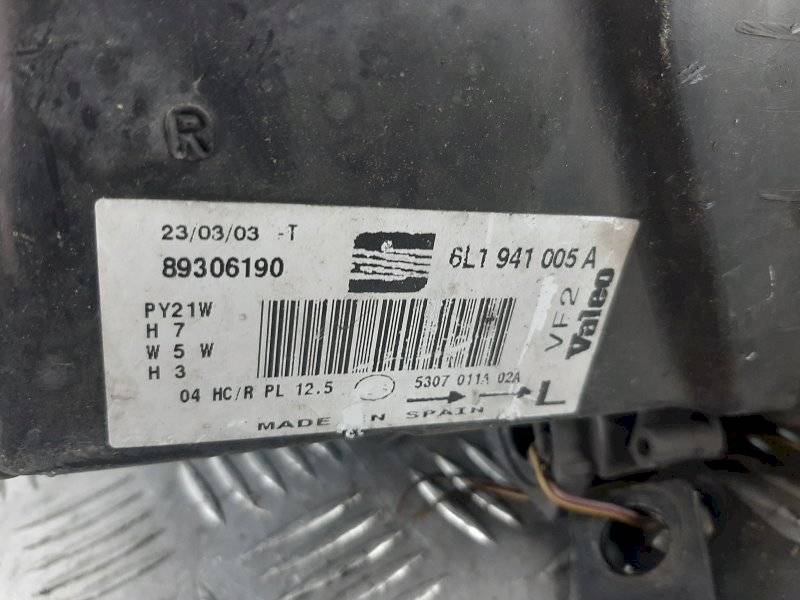 R
23/03/03 -T
89306190
6L1 941 005 A
PY21W
H 7
W 5 W
H 3
VF2
Valeo
04 HC/R PL 12.5
5307 011A 02A
L
MADE IN SPAIN